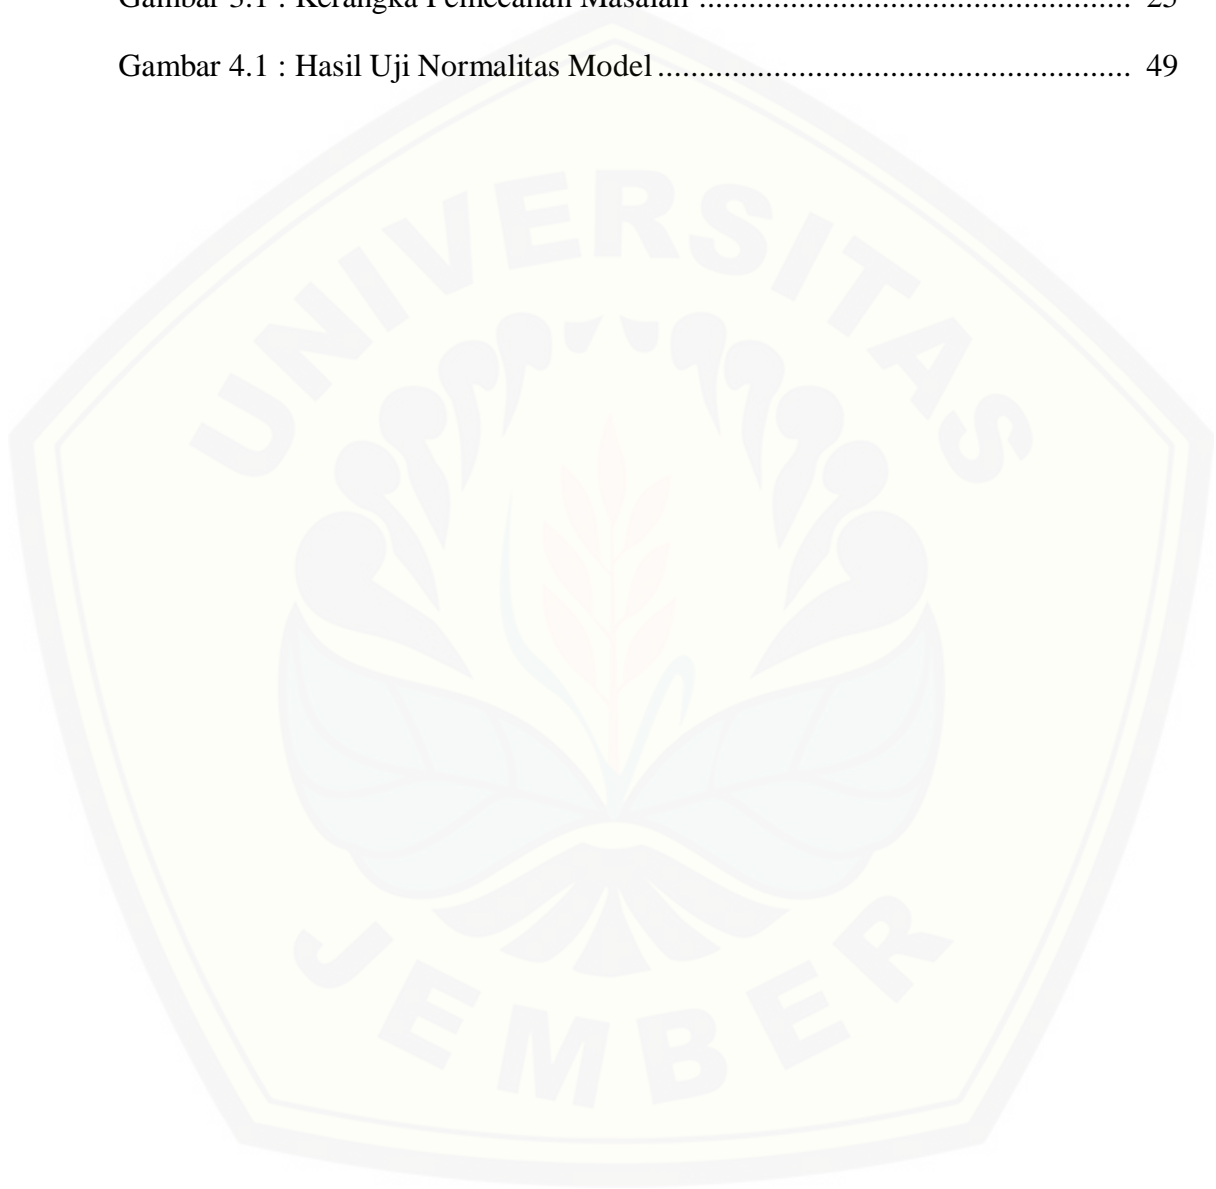 Gambar 3.1 : Kerangka Pemecahan Masalah .................................................... 25
Gambar 4.1 : Hasil Uji Normalitas Model ......................................................... 49
UNIVERSITAS
JEMBER